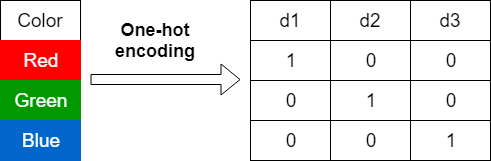 Color
Red
Green
Blue
One-hot
encoding
d1 d2 d3
1 0 0
0 1 0
0 0 1